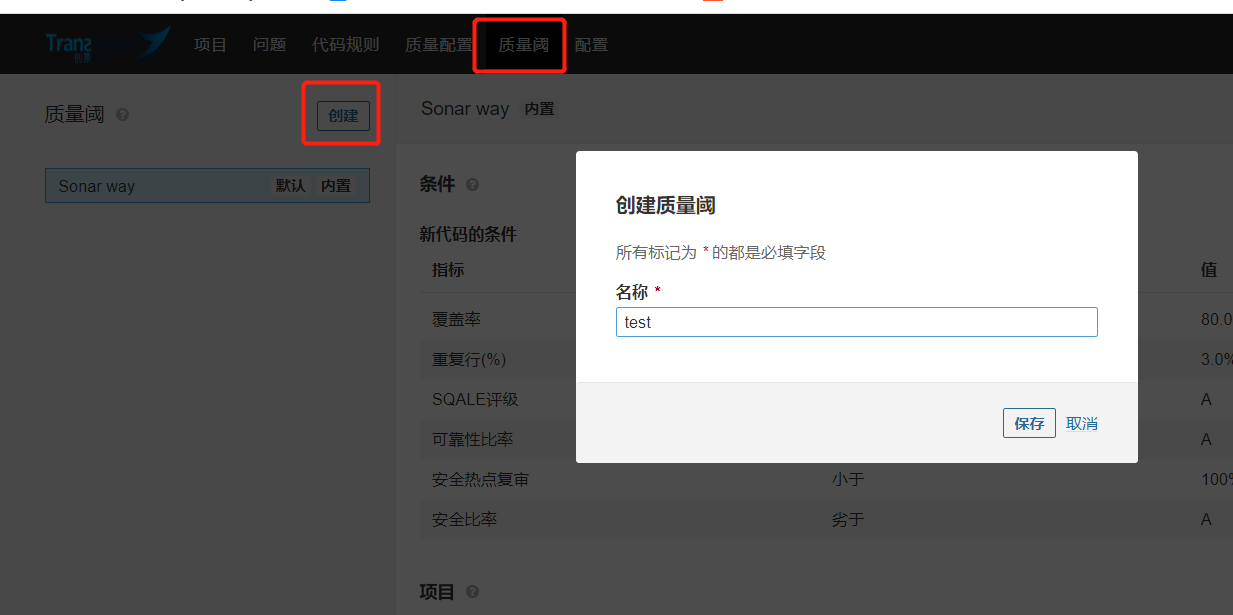 Trans
创景
项目 问题 代码规则 质量配置 质量阈 配置
质量阈
创建
Sonar way 内置
Sonar way 默认 内置
条件
新代码的条件
指标 值
覆盖率 80.0
重复行(%) 3.0%
SQALE评级 A
可靠性比率 A
安全热点复审 小于 100%
安全比率 劣于 A
项目
创建质量阈
所有标记为 * 的都是必填字段
名称 *
test
保存 取消